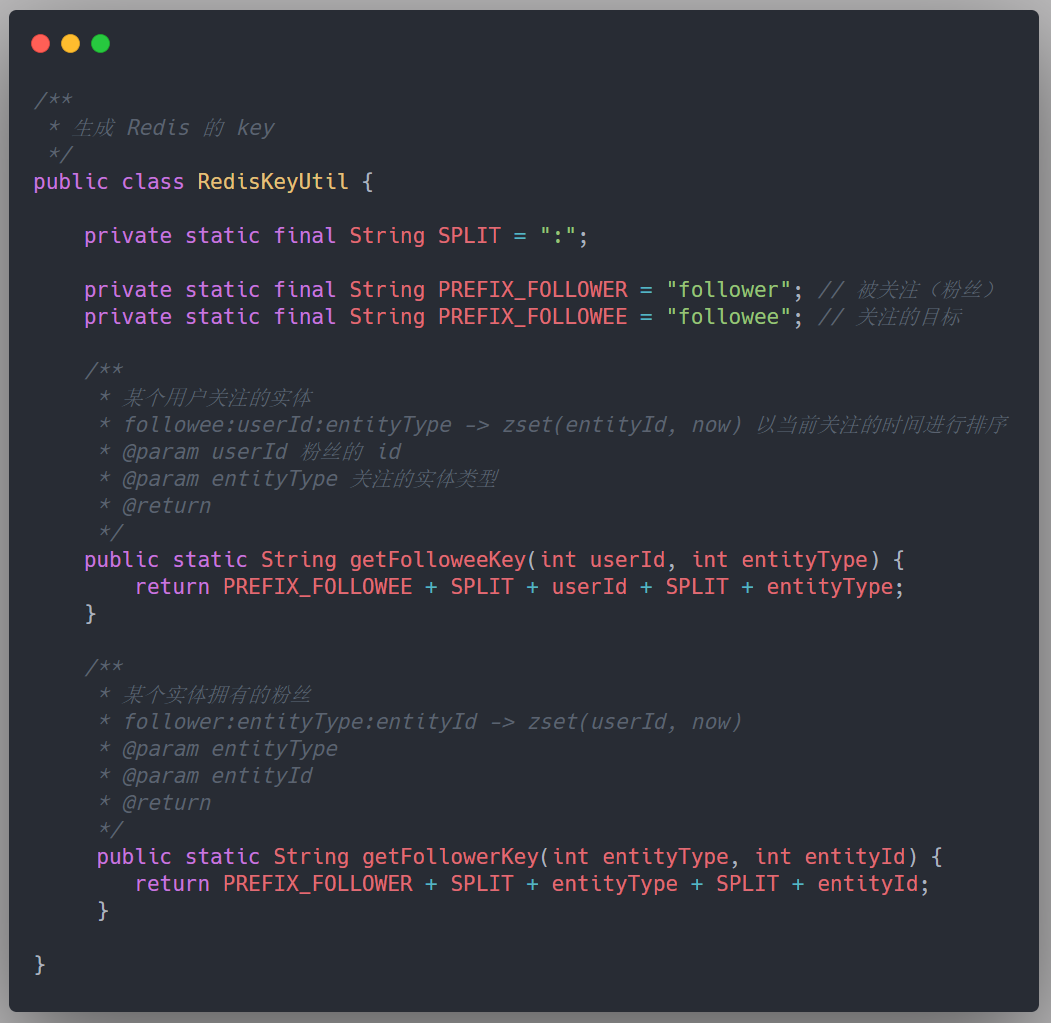 /**
 * 生成 Redis 的 key
 */
public class RedisKeyUtil {

    private static final String SPLIT = ":";

    private static final String PREFIX_FOLLOWER = "follower"; // 被关注（粉丝）
    private static final String PREFIX_FOLLOWEE = "followee"; // 关注的目标

    /**
     * 某个用户关注的实体
     * followee:userId:entityType -> zset(entityId, now) 以当前关注的时间进行排序
     * @param userId 粉丝的 id
     * @param entityType 关注的实体类型
     * @return
     */
    public static String getFolloweeKey(int userId, int entityType) {
        return PREFIX_FOLLOWEE + SPLIT + userId + SPLIT + entityType;
    }

    /**
     * 某个实体拥有的粉丝
     * follower:entityType:entityId -> zset(userId, now)
     * @param entityType
     * @param entityId
     * @return
     */
     public static String getFollowerKey(int entityType, int entityId) {
        return PREFIX_FOLLOWER + SPLIT + entityType + SPLIT + entityId;
     }

}